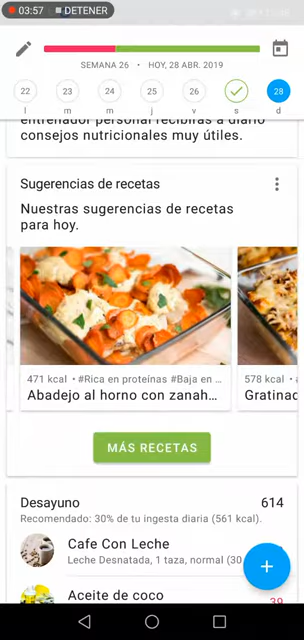 03:57 DETENER
SEMANA 26 • HOY, 28 ABR. 2019
22 23 24 25 26 28
l m m j v s d
entrenador personal recibirás a diario
consejos nutricionales muy útiles.
Sugerencias de recetas
Nuestras sugerencias de recetas
para hoy.
471 kcal • #Rica en proteínas #Baja en ...
Abadejo al horno con zanah...
578 kcal •
Gratinad
MÁS RECETAS
Desayuno 614
Recomendado: 30% de tu ingesta diaria (561 kcal).
Cafe Con Leche
Leche Desnatada, 1 taza, normal (30
Aceite de coco 39